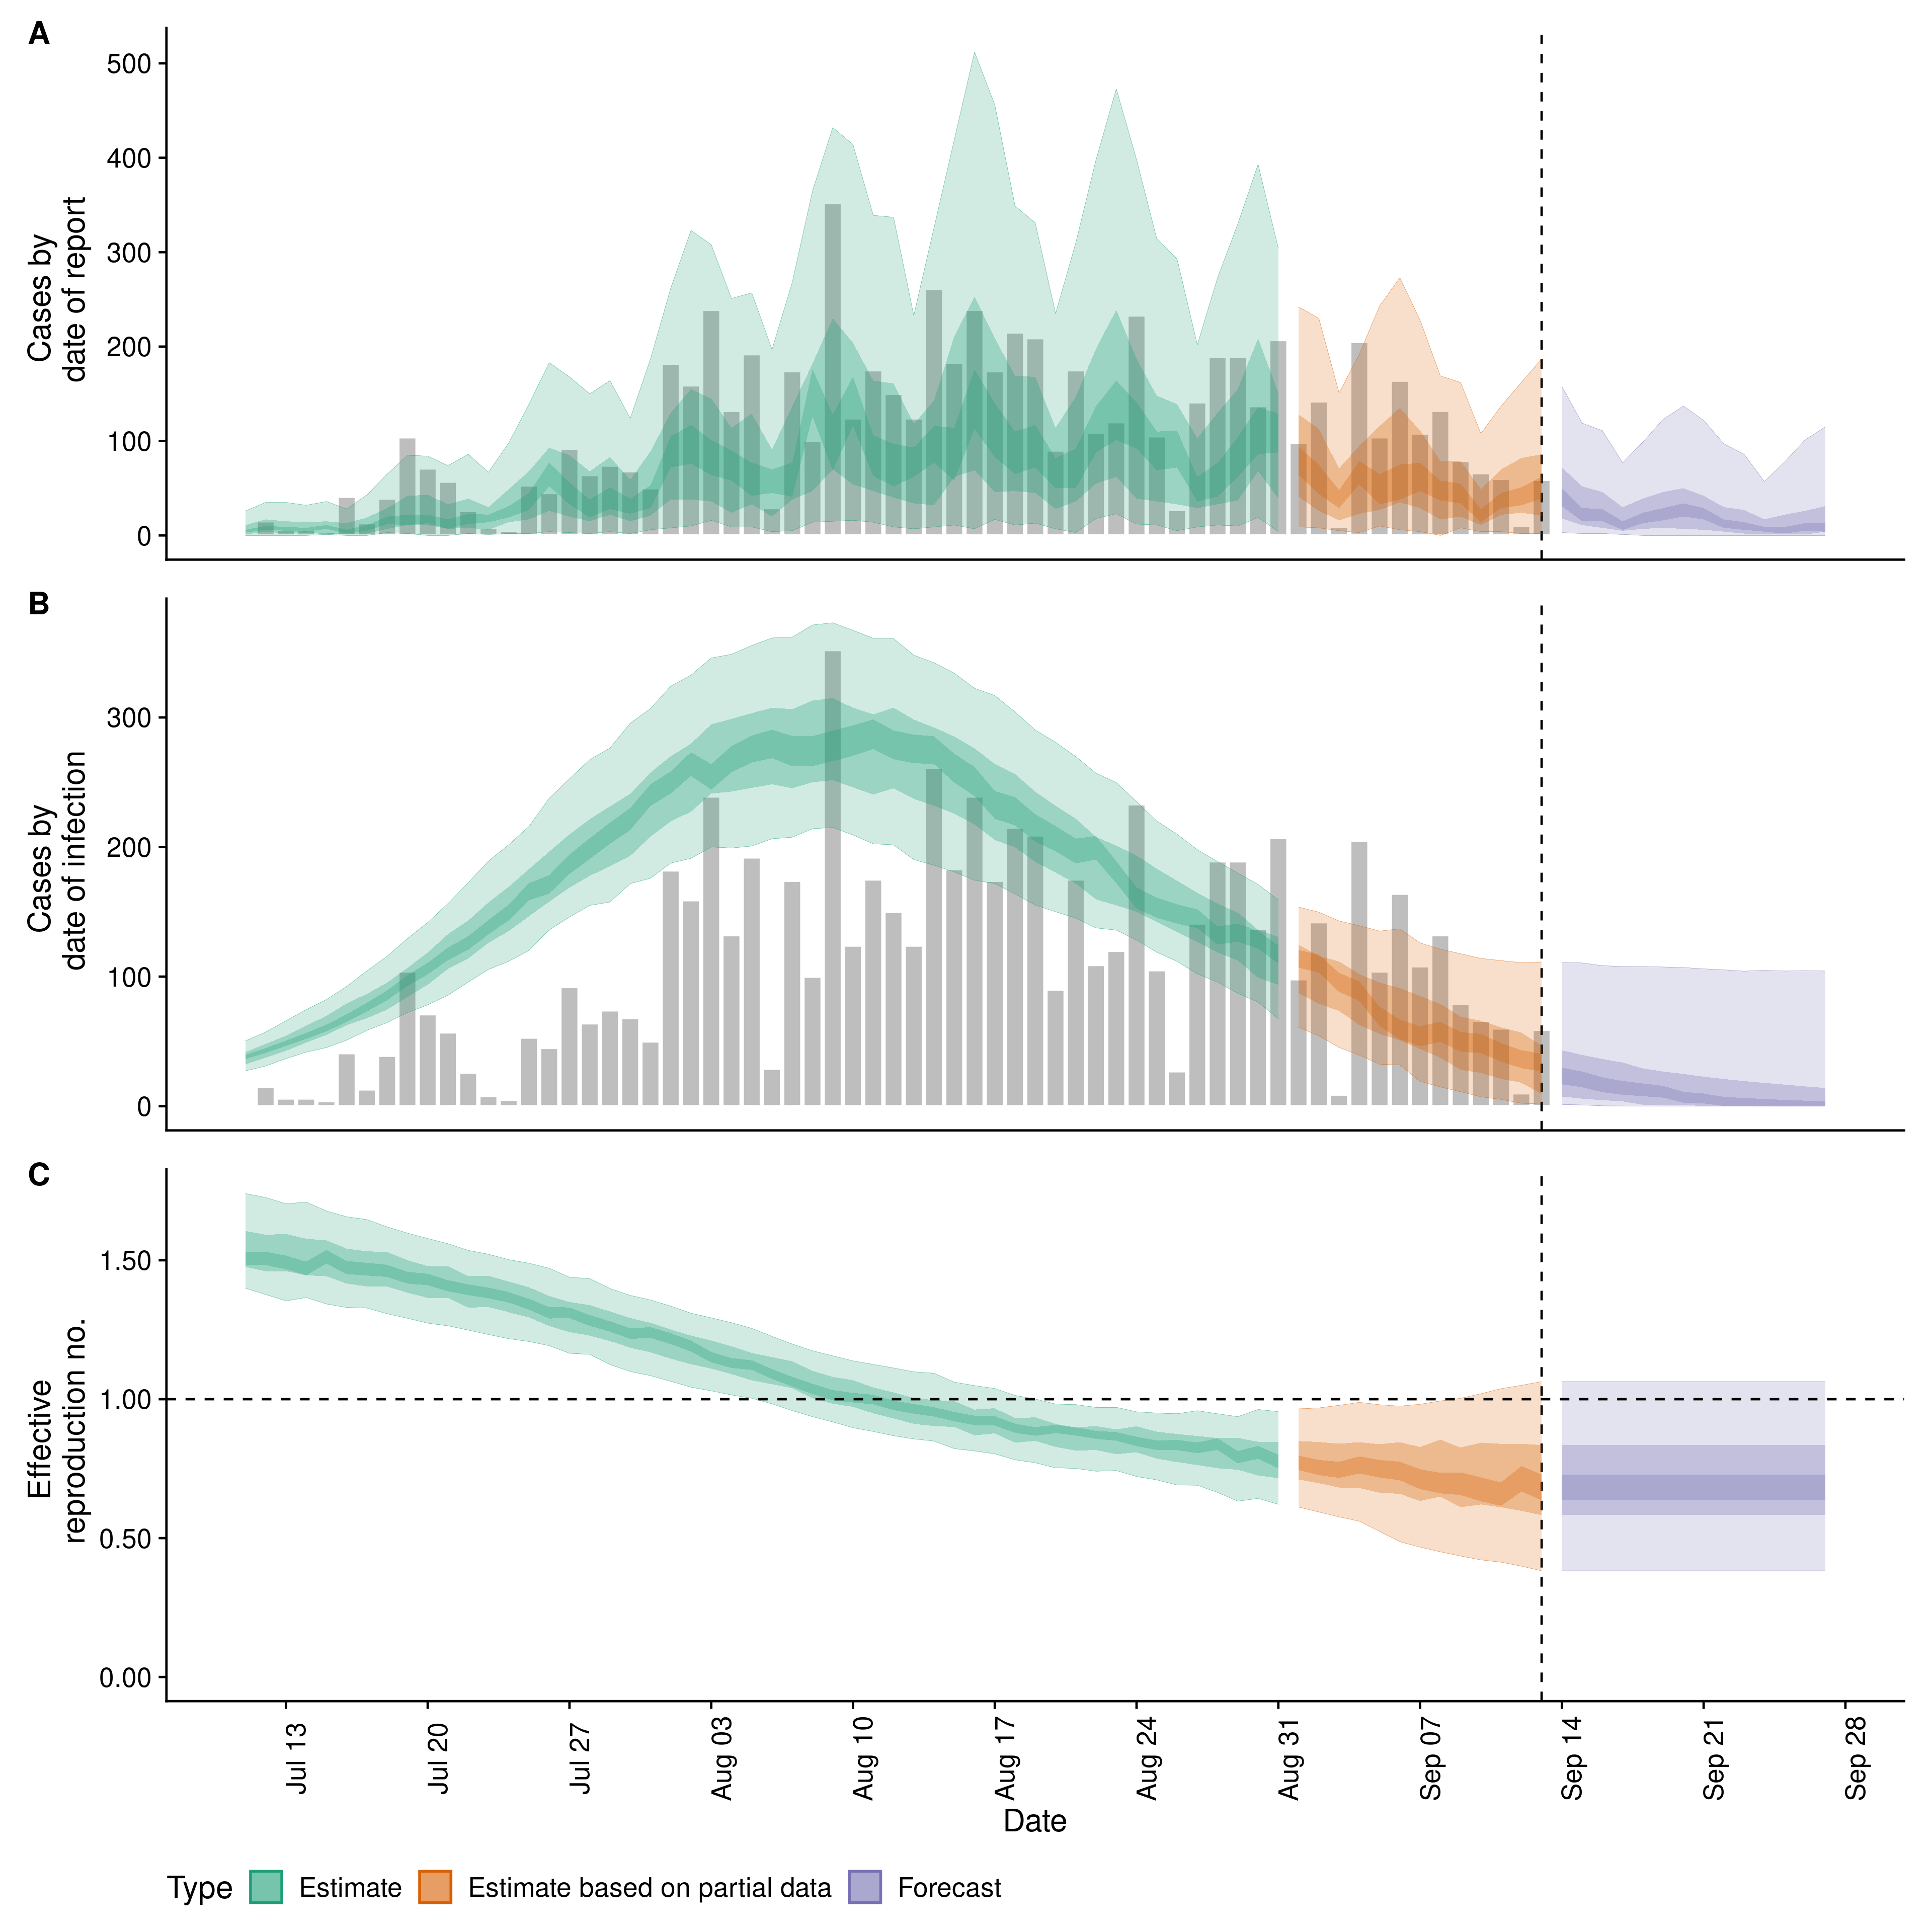 A
Cases by
date of report
500
400
300
200
100
0
B
Cases by
date of infection
300
200
100
0
C
Effective
reproduction no.
1.50
1.00
0.50
0.00
Jul 13
Jul 20
Jul 27
Aug 03
Aug 10
Aug 17
Aug 24
Aug 31
Sep 07
Sep 14
Sep 21
Sep 28
Date
Type Estimate Estimate based on partial data Forecast